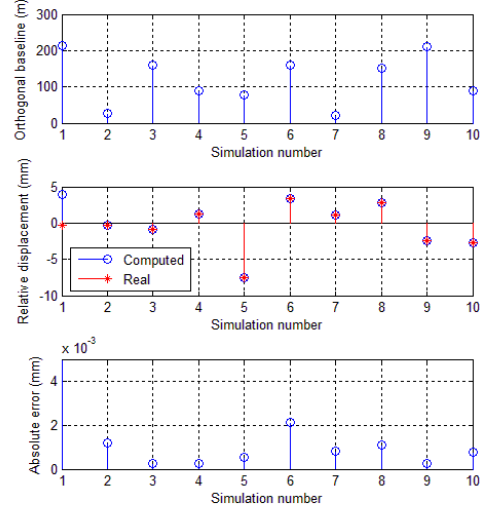 Orthogonal baseline (m)
300
200
100
0
1 2 3 4 5 6 7 8 9 10
Simulation number
Relative displacement (mm)
5
0
-5
-10
Computed
Real
1 2 3 4 5 6 7 8 9 10
Simulation number
Absolute error (mm)
x 10^-3
4
2
0
1 2 3 4 5 6 7 8 9 10
Simulation number